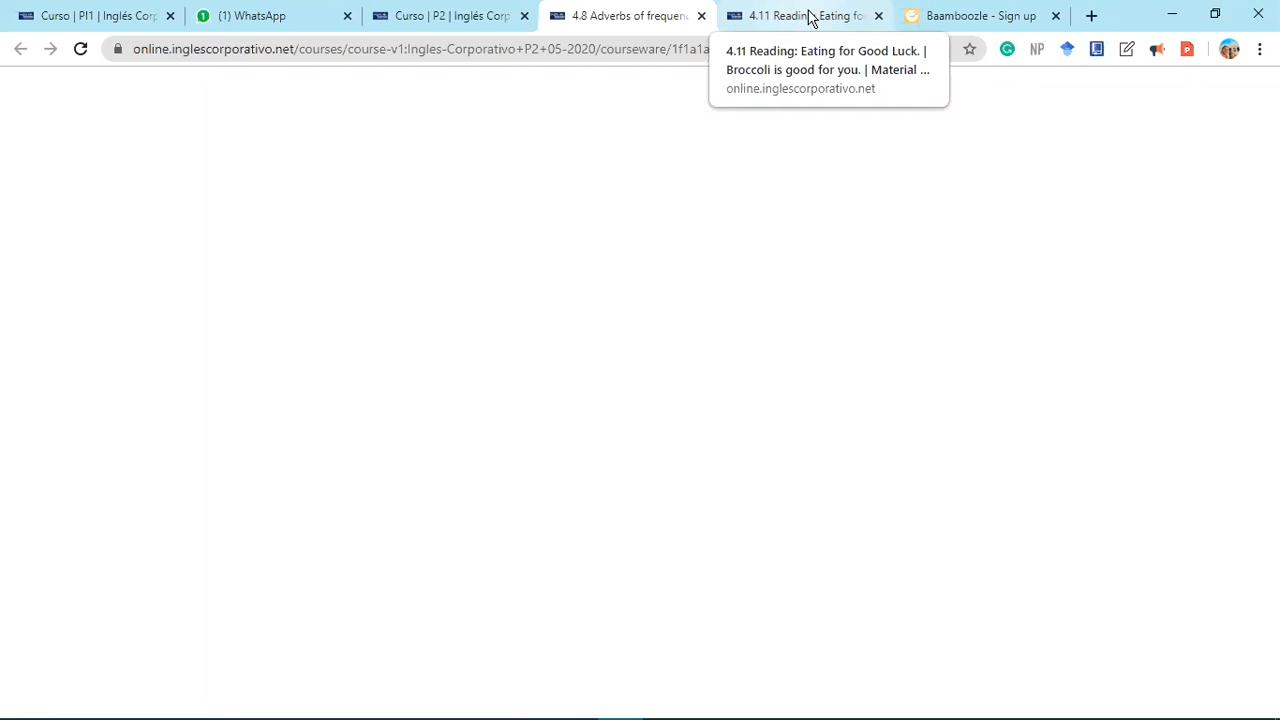 Curso | PI1 | Inglés Corp
(1) WhatsApp
Curso | P2 | Inglés Corp
4.8 Adverbs of frequenc
4.11 Reading: Eating fo
Baamboozle - Sign up
online.inglescorporativo.net/courses/course-v1:Ingles-Corporativo+P2+05-2020/courseware/1f1a1a
NP
4.11 Reading: Eating for Good Luck. |
Broccoli is good for you. | Material ...
online.inglescorporativo.net